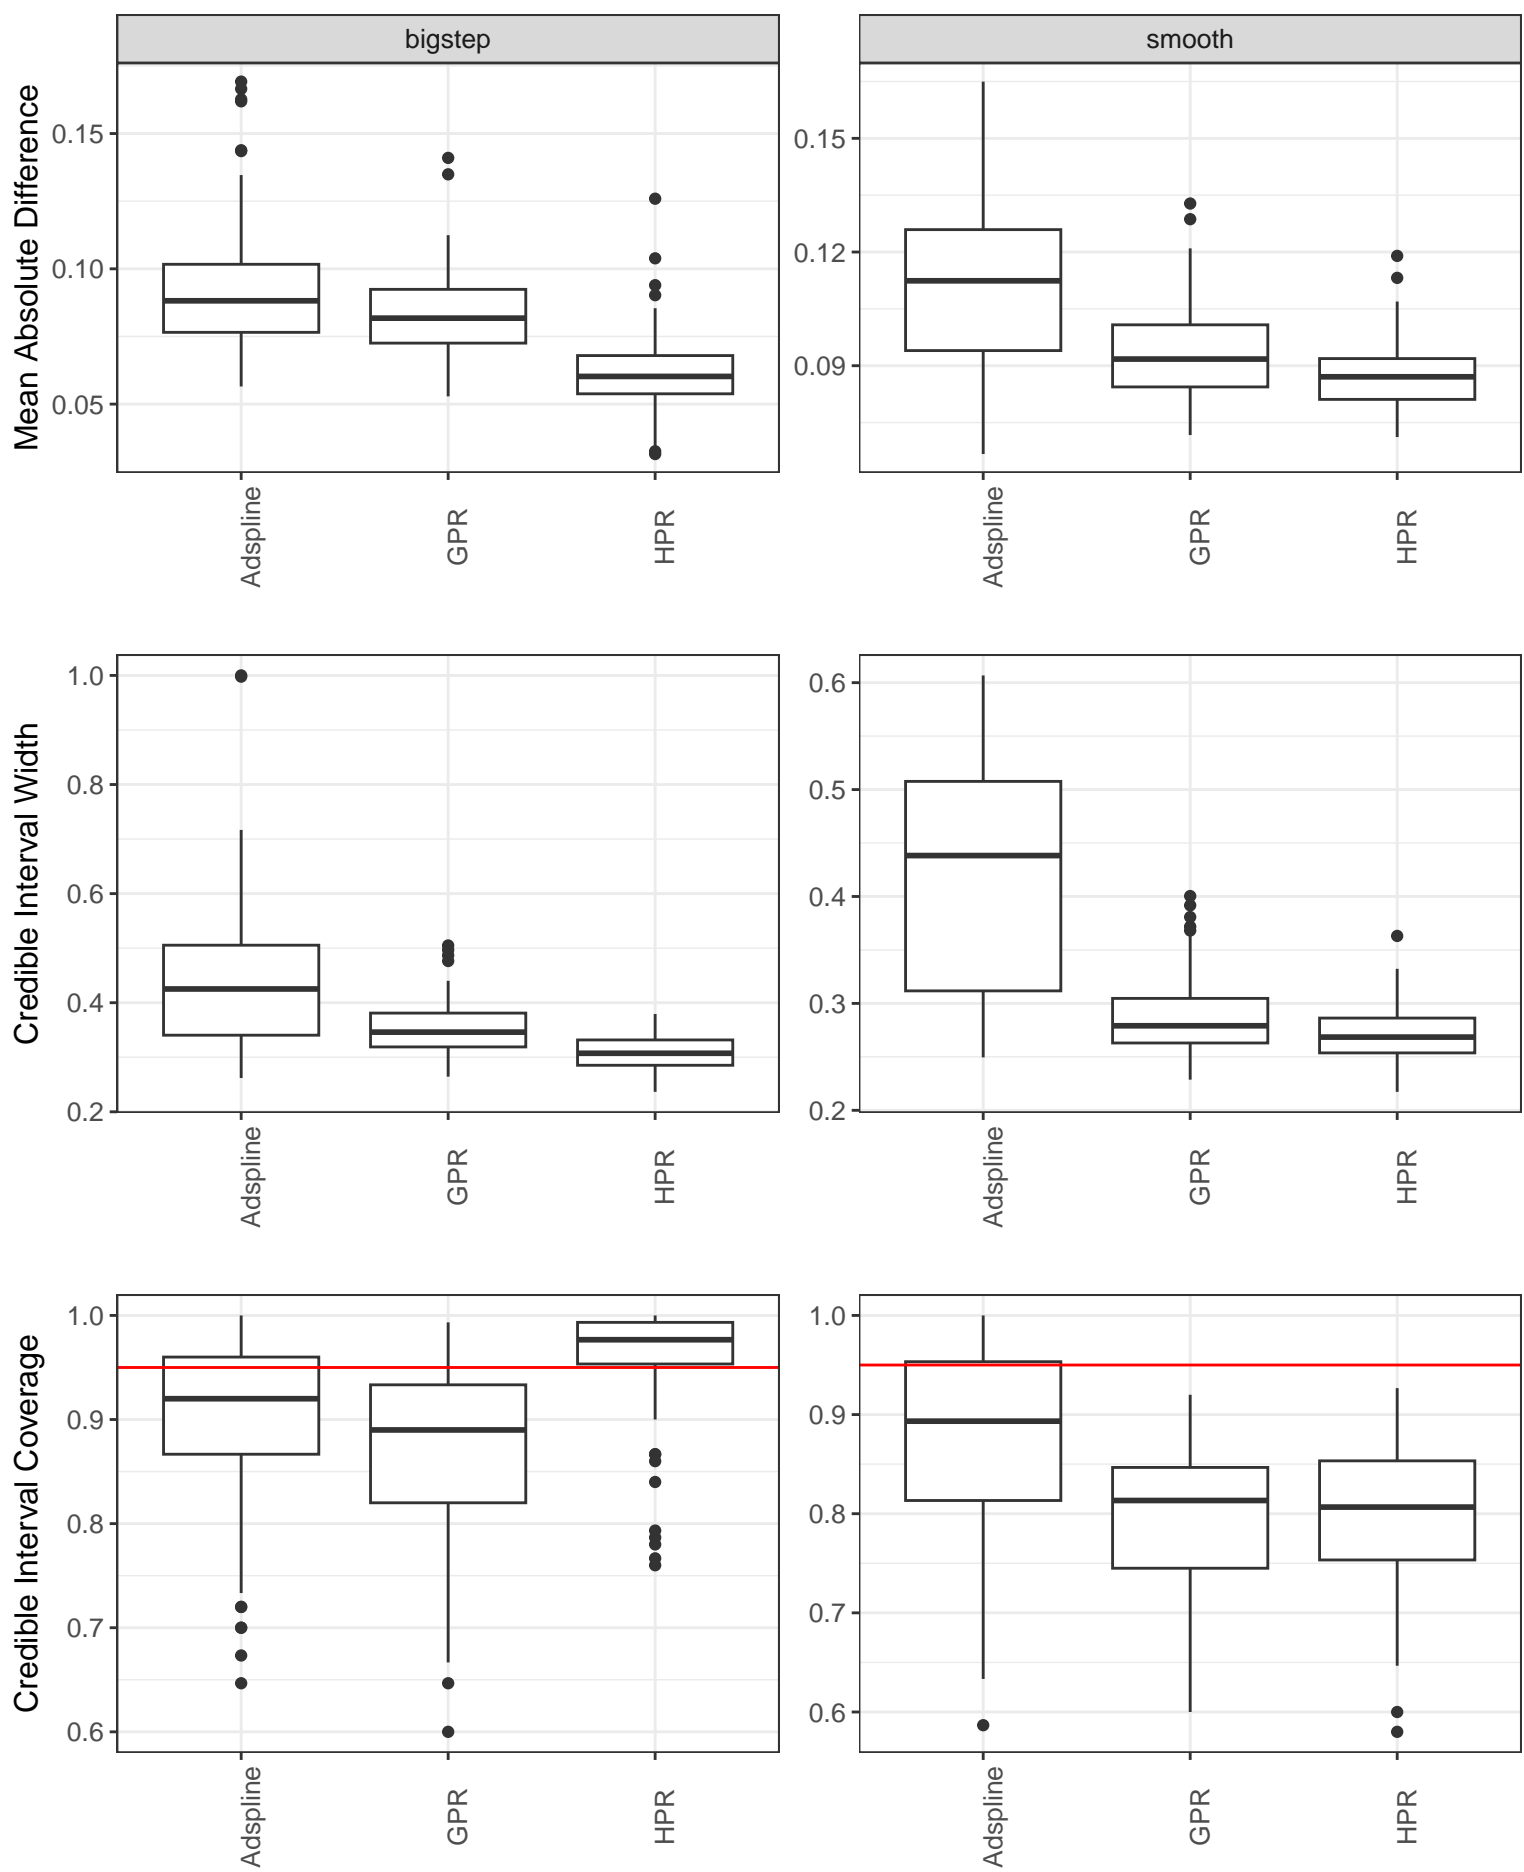 bigstep
smooth
Mean Absolute Difference
0.15
0.10
0.05
0.15
0.12
0.09
Adspline
GPR
HPR
Adspline
GPR
HPR
Credible Interval Width
1.0
0.8
0.6
0.4
0.2
0.6
0.5
0.4
0.3
0.2
Adspline
GPR
HPR
Adspline
GPR
HPR
Credible Interval Coverage
1.0
0.9
0.8
0.7
0.6
1.0
0.9
0.8
0.7
0.6
Adspline
GPR
HPR
Adspline
GPR
HPR